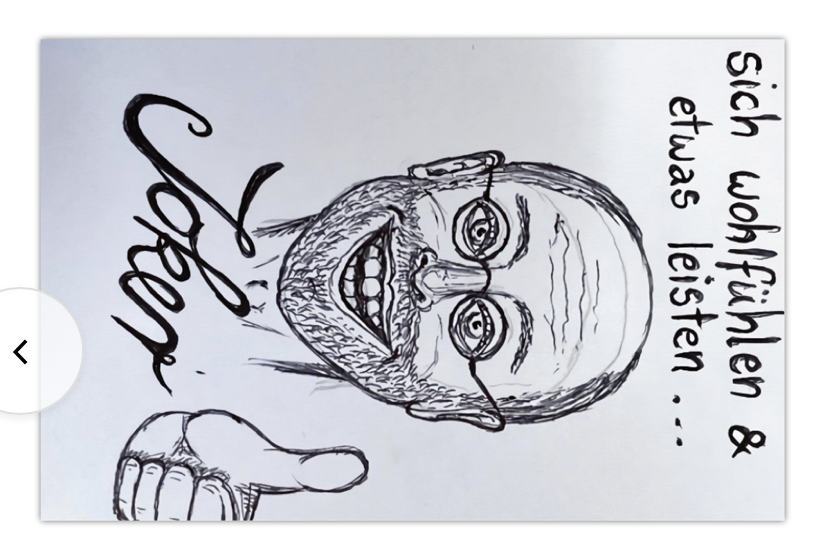 sich wohlfühlen &
etwas leisten ...
Joker